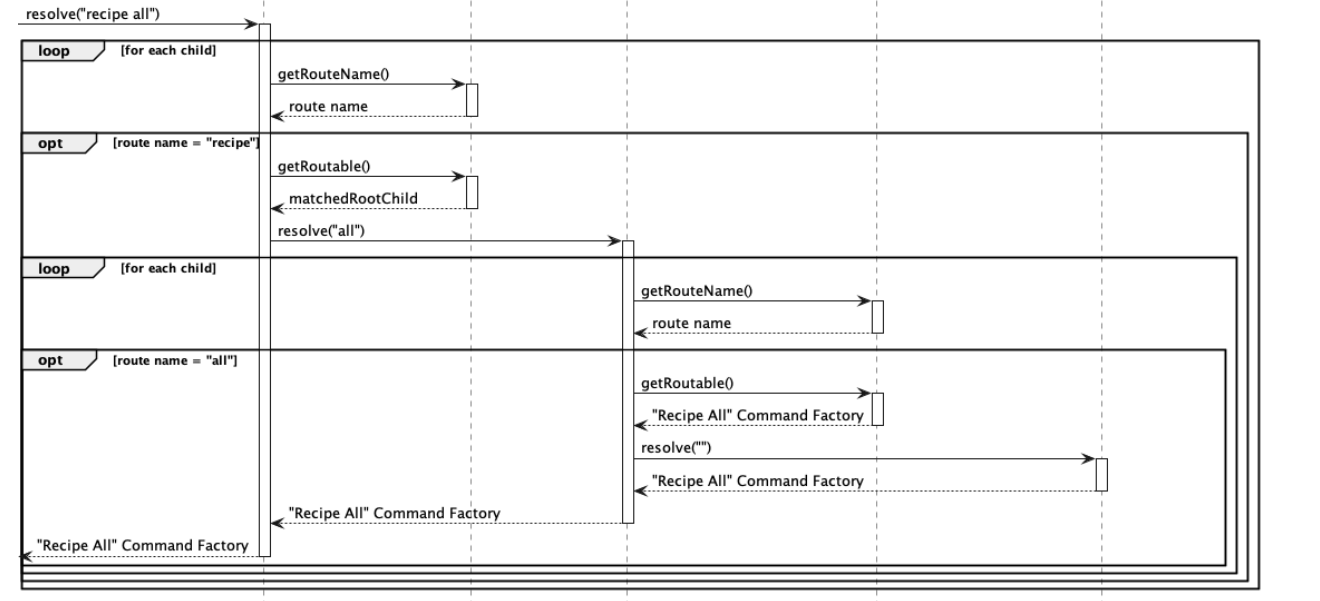 resolve("recipe all")
loop [for each child]
getRouteName()
route name
opt [route name = "recipe"]
getRoutable()
matchedRootChild
resolve("all")
loop [for each child]
getRouteName()
route name
opt [route name = "all"]
getRoutable()
"Recipe All" Command Factory
resolve("")
"Recipe All" Command Factory
"Recipe All" Command Factory
"Recipe All" Command Factory